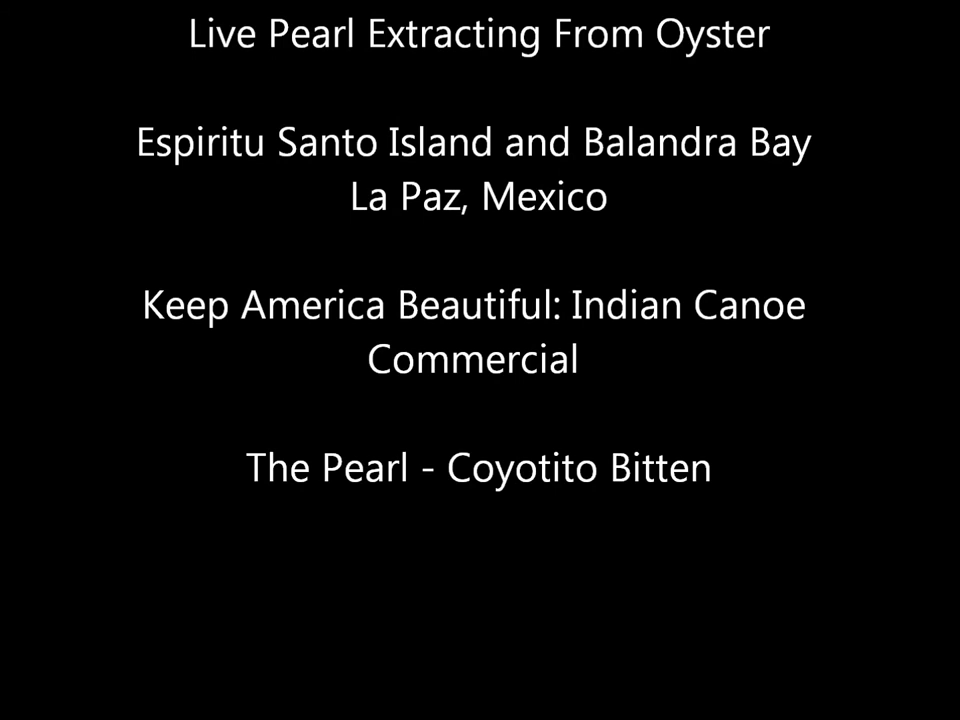 Live Pearl Extracting From Oyster
Espiritu Santo Island and Balandra Bay
La Paz, Mexico
Keep America Beautiful: Indian Canoe
Commercial
The Pearl - Coyotito Bitten